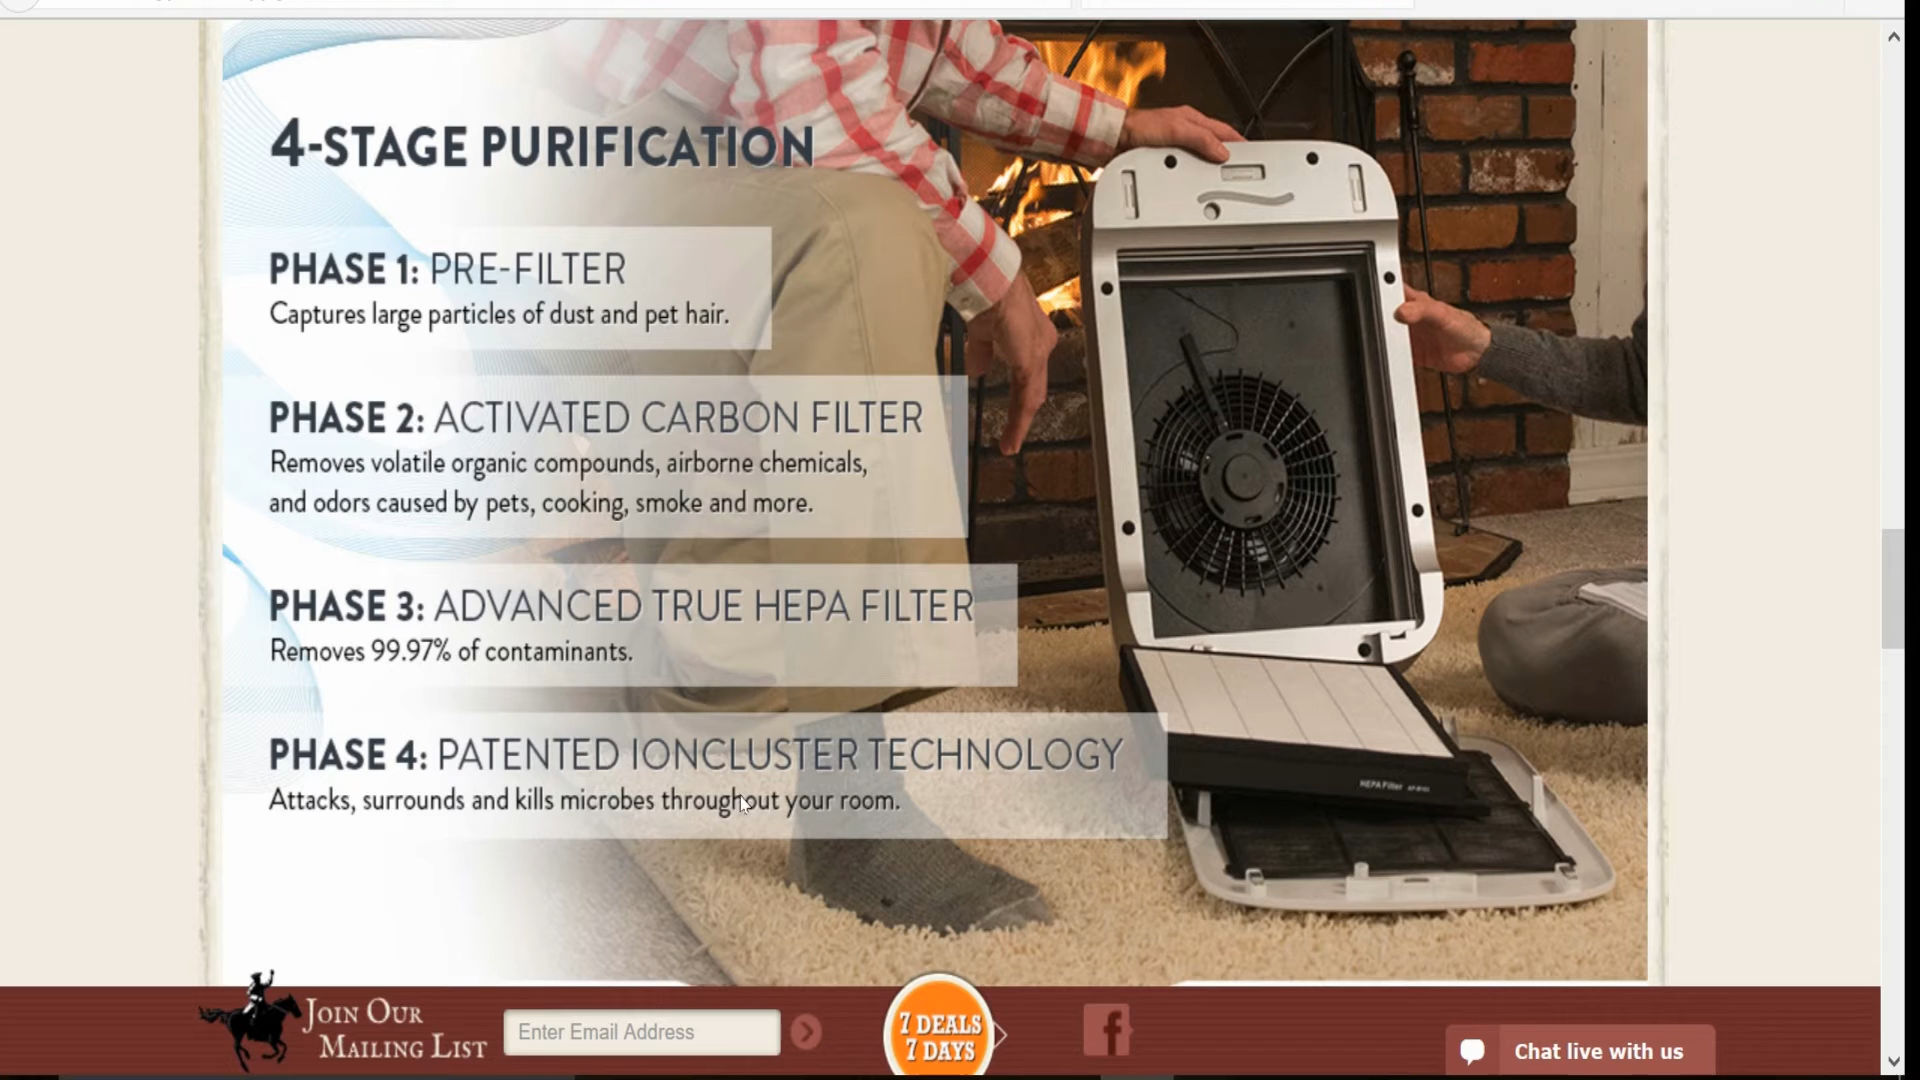 4-STAGE PURIFICATION
PHASE 1: PRE-FILTER
Captures large particles of dust and pet hair.
PHASE 2: ACTIVATED CARBON FILTER
Removes volatile organic compounds, airborne chemicals,
and odors caused by pets, cooking, smoke and more.
PHASE 3: ADVANCED TRUE HEPA FILTER
Removes 99.97% of contaminants.
PHASE 4: PATENTED IONCLUSTER TECHNOLOGY
Attacks, surrounds and kills microbes throughout your room.
HEPA Filter
JOIN OUR
MAILING LIST
Enter Email Address
7 DEALS
7 DAYS
f
Chat live with us